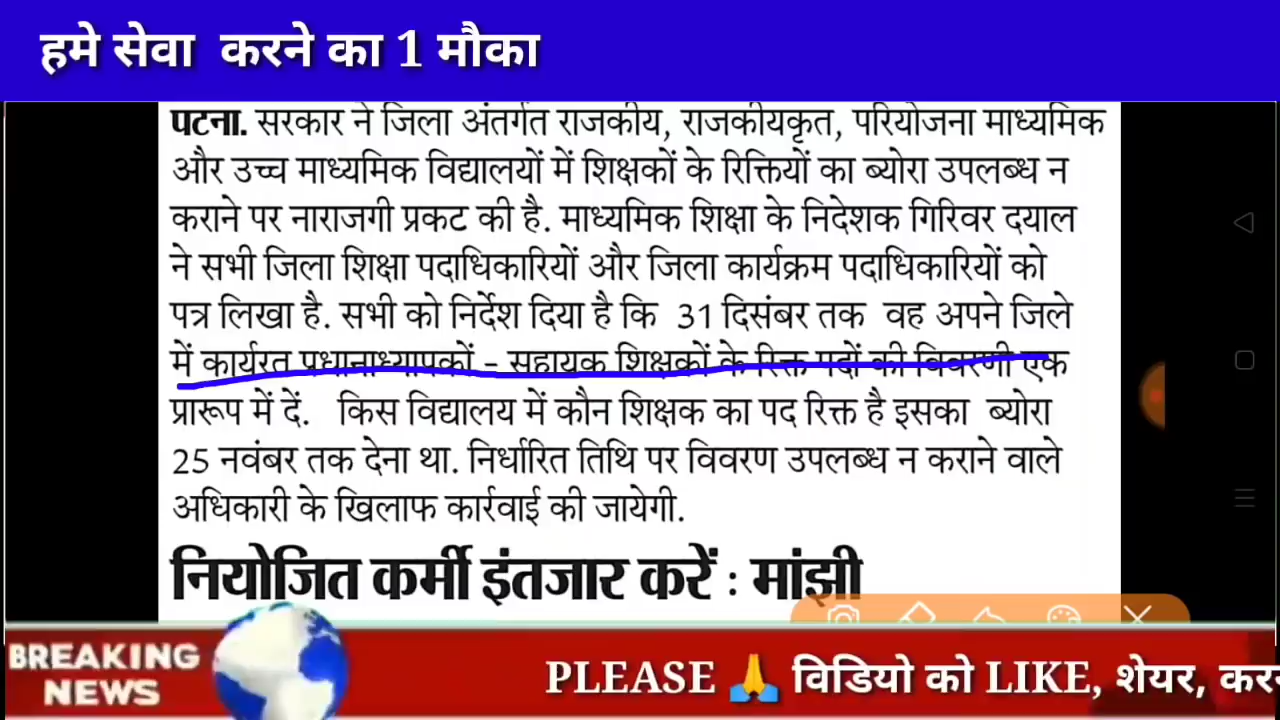 हमे सेवा करने का 1 मौका
पटना. सरकार ने जिला अंतर्गत राजकीय, राजकीयकृत, परियोजना माध्यमिक
और उच्च माध्यमिक विद्यालयों में शिक्षकों के रिक्तियों का ब्योरा उपलब्ध न
कराने पर नाराजगी प्रकट की है. माध्यमिक शिक्षा के निदेशक गिरिवर दयाल
ने सभी जिला शिक्षा पदाधिकारियों और जिला कार्यक्रम पदाधिकारियों को
पत्र लिखा है. सभी को निर्देश दिया है कि 31 दिसंबर तक वह अपने जिले
में कार्यरत प्रधानाध्यापकों - सहायक शिक्षकों के रिक्त पदों की विवरणी एक
प्रारूप में दें. किस विद्यालय में कौन शिक्षक का पद रिक्त है इसका ब्योरा
25 नवंबर तक देना था. निर्धारित तिथि पर विवरण उपलब्ध न कराने वाले
अधिकारी के खिलाफ कार्रवाई की जायेगी.
नियोजित कर्मी इंतजार करें : मांझी
BREAKING
NEWS
PLEASE 🙏 विडियो को LIKE, शेयर,